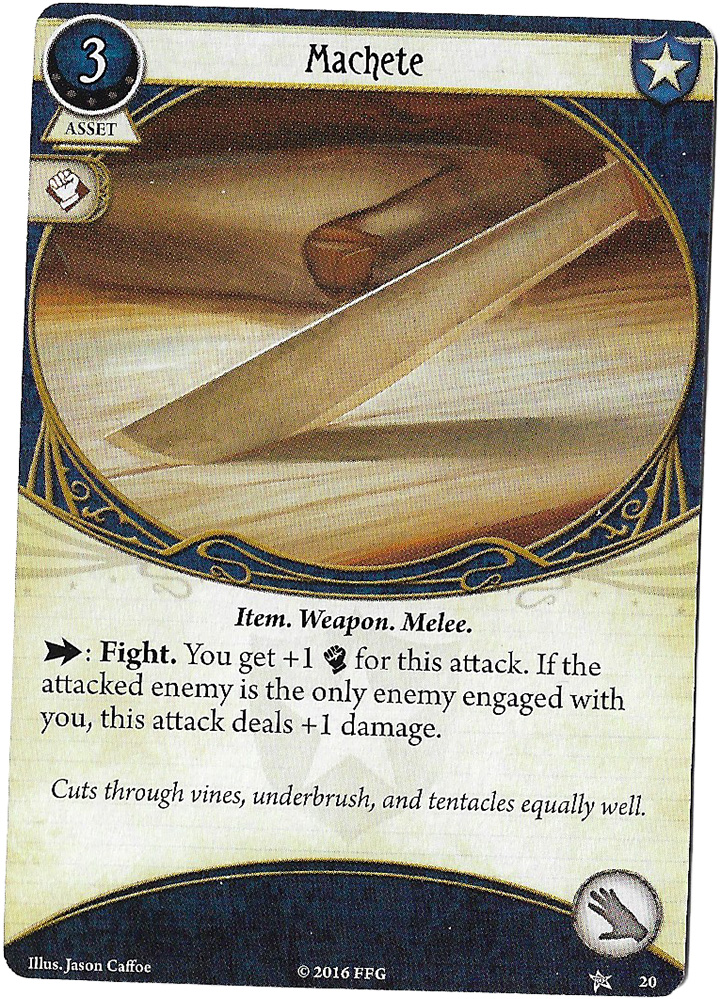 3
Machete
ASSET
Item. Weapon. Melee.
: Fight. You get +1 for this attack. If the
attacked enemy is the only enemy engaged with
you, this attack deals +1 damage.
Cuts through vines, underbrush, and tentacles equally well.
Illus. Jason Caffoe
© 2016 FFG
20